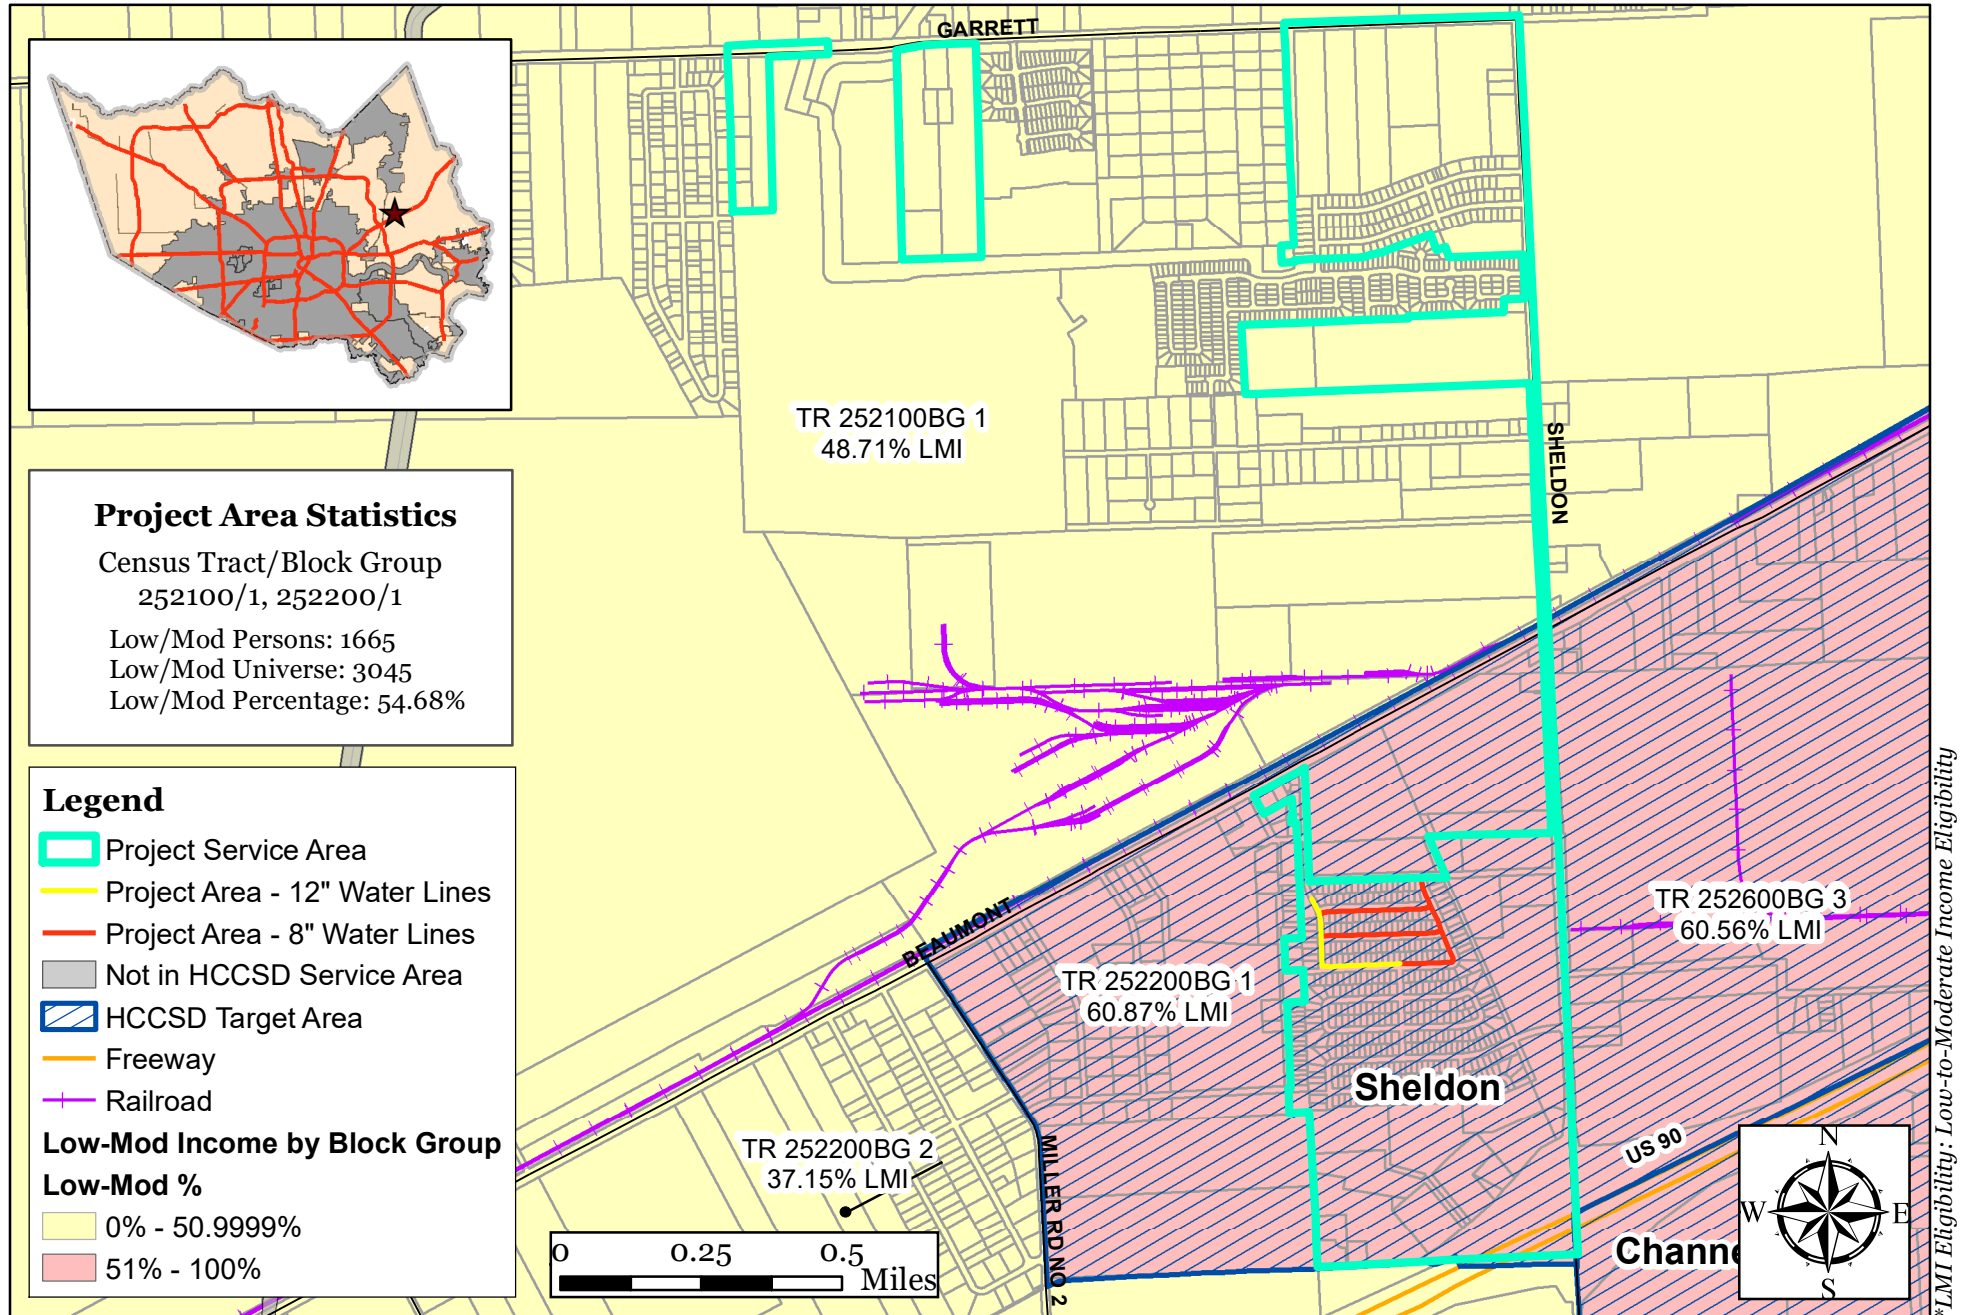 GARRETT
SHELDON
TR 252100BG 1
48.71% LMI
Project Area Statistics
Census Tract/Block Group
252100/1, 252200/1
Low/Mod Persons: 1665
Low/Mod Universe: 3045
Low/Mod Percentage: 54.68%
Legend
Project Service Area
Project Area - 12" Water Lines
Project Area - 8" Water Lines
Not in HCCSD Service Area
HCCSD Target Area
Freeway
Railroad
Low-Mod Income by Block Group
Low-Mod %
0% - 50.9999%
51% - 100%
BEAUMONT
TR 252600BG 3
60.56% LMI
TR 252200BG 1
60.87% LMI
Sheldon
TR 252200BG 2
37.15% LMI
MILLER RD NO 2
US 90
Channe
0 0.25 0.5
Miles
N
W E
S
*LMI Eligibility: Low-to-Moderate Income Eligibility